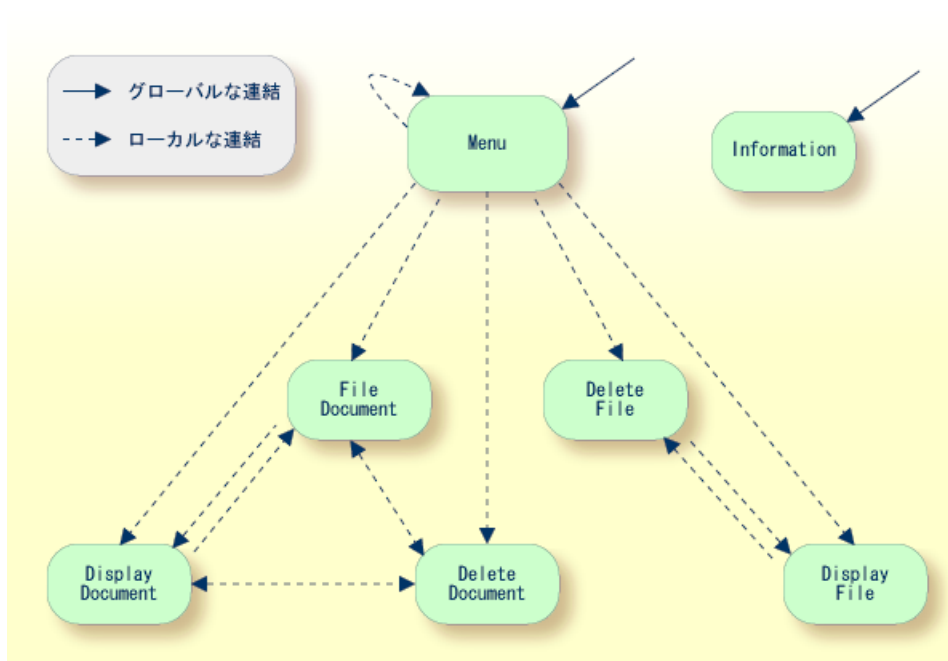 グローバルな連結
ローカルな連結
Menu
Information
File
Document
Delete
File
Display
Document
Delete
Document
Display
File